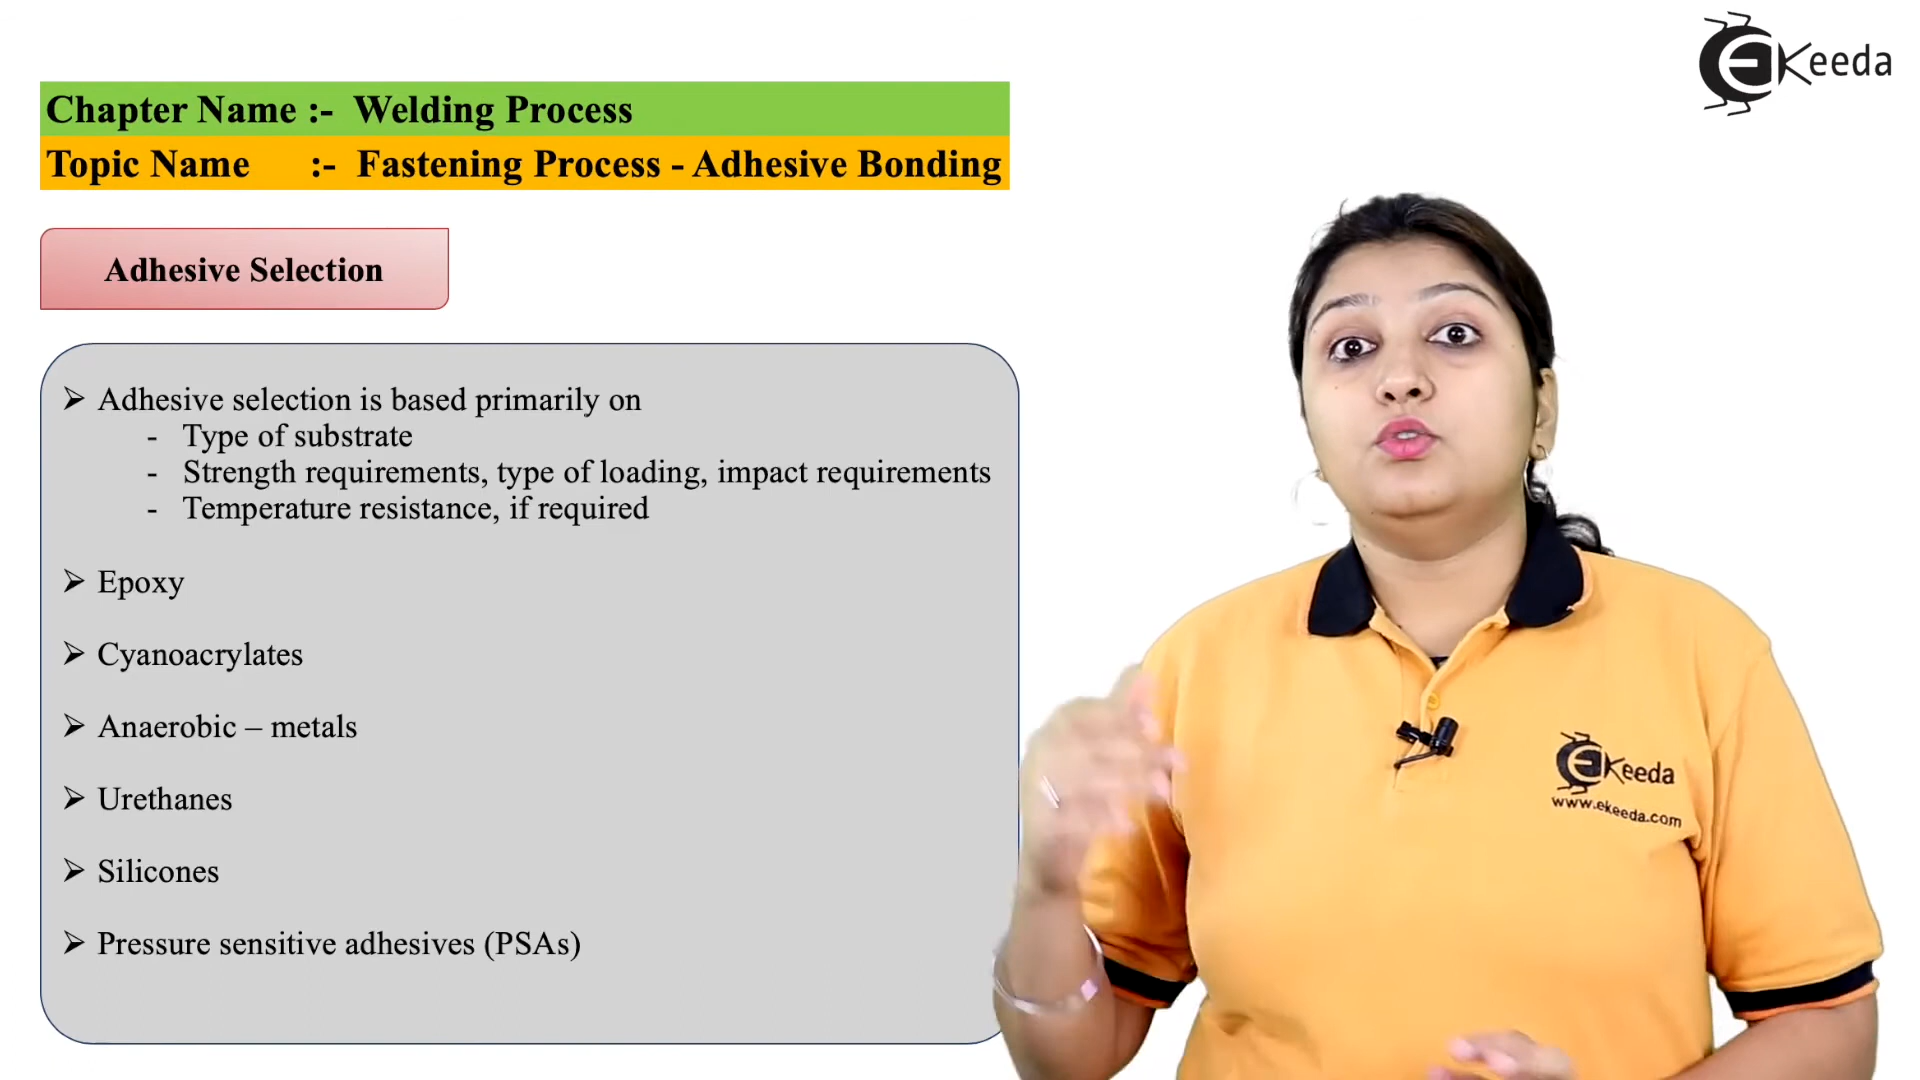 eKeeda
Chapter Name :- Welding Process
Topic Name :- Fastening Process - Adhesive Bonding
Adhesive Selection
➢ Adhesive selection is based primarily on
- Type of substrate
- Strength requirements, type of loading, impact requirements
- Temperature resistance, if required
➢ Epoxy
➢ Cyanoacrylates
➢ Anaerobic – metals
➢ Urethanes
➢ Silicones
➢ Pressure sensitive adhesives (PSAs)
eKeeda
www.ekeeda.com